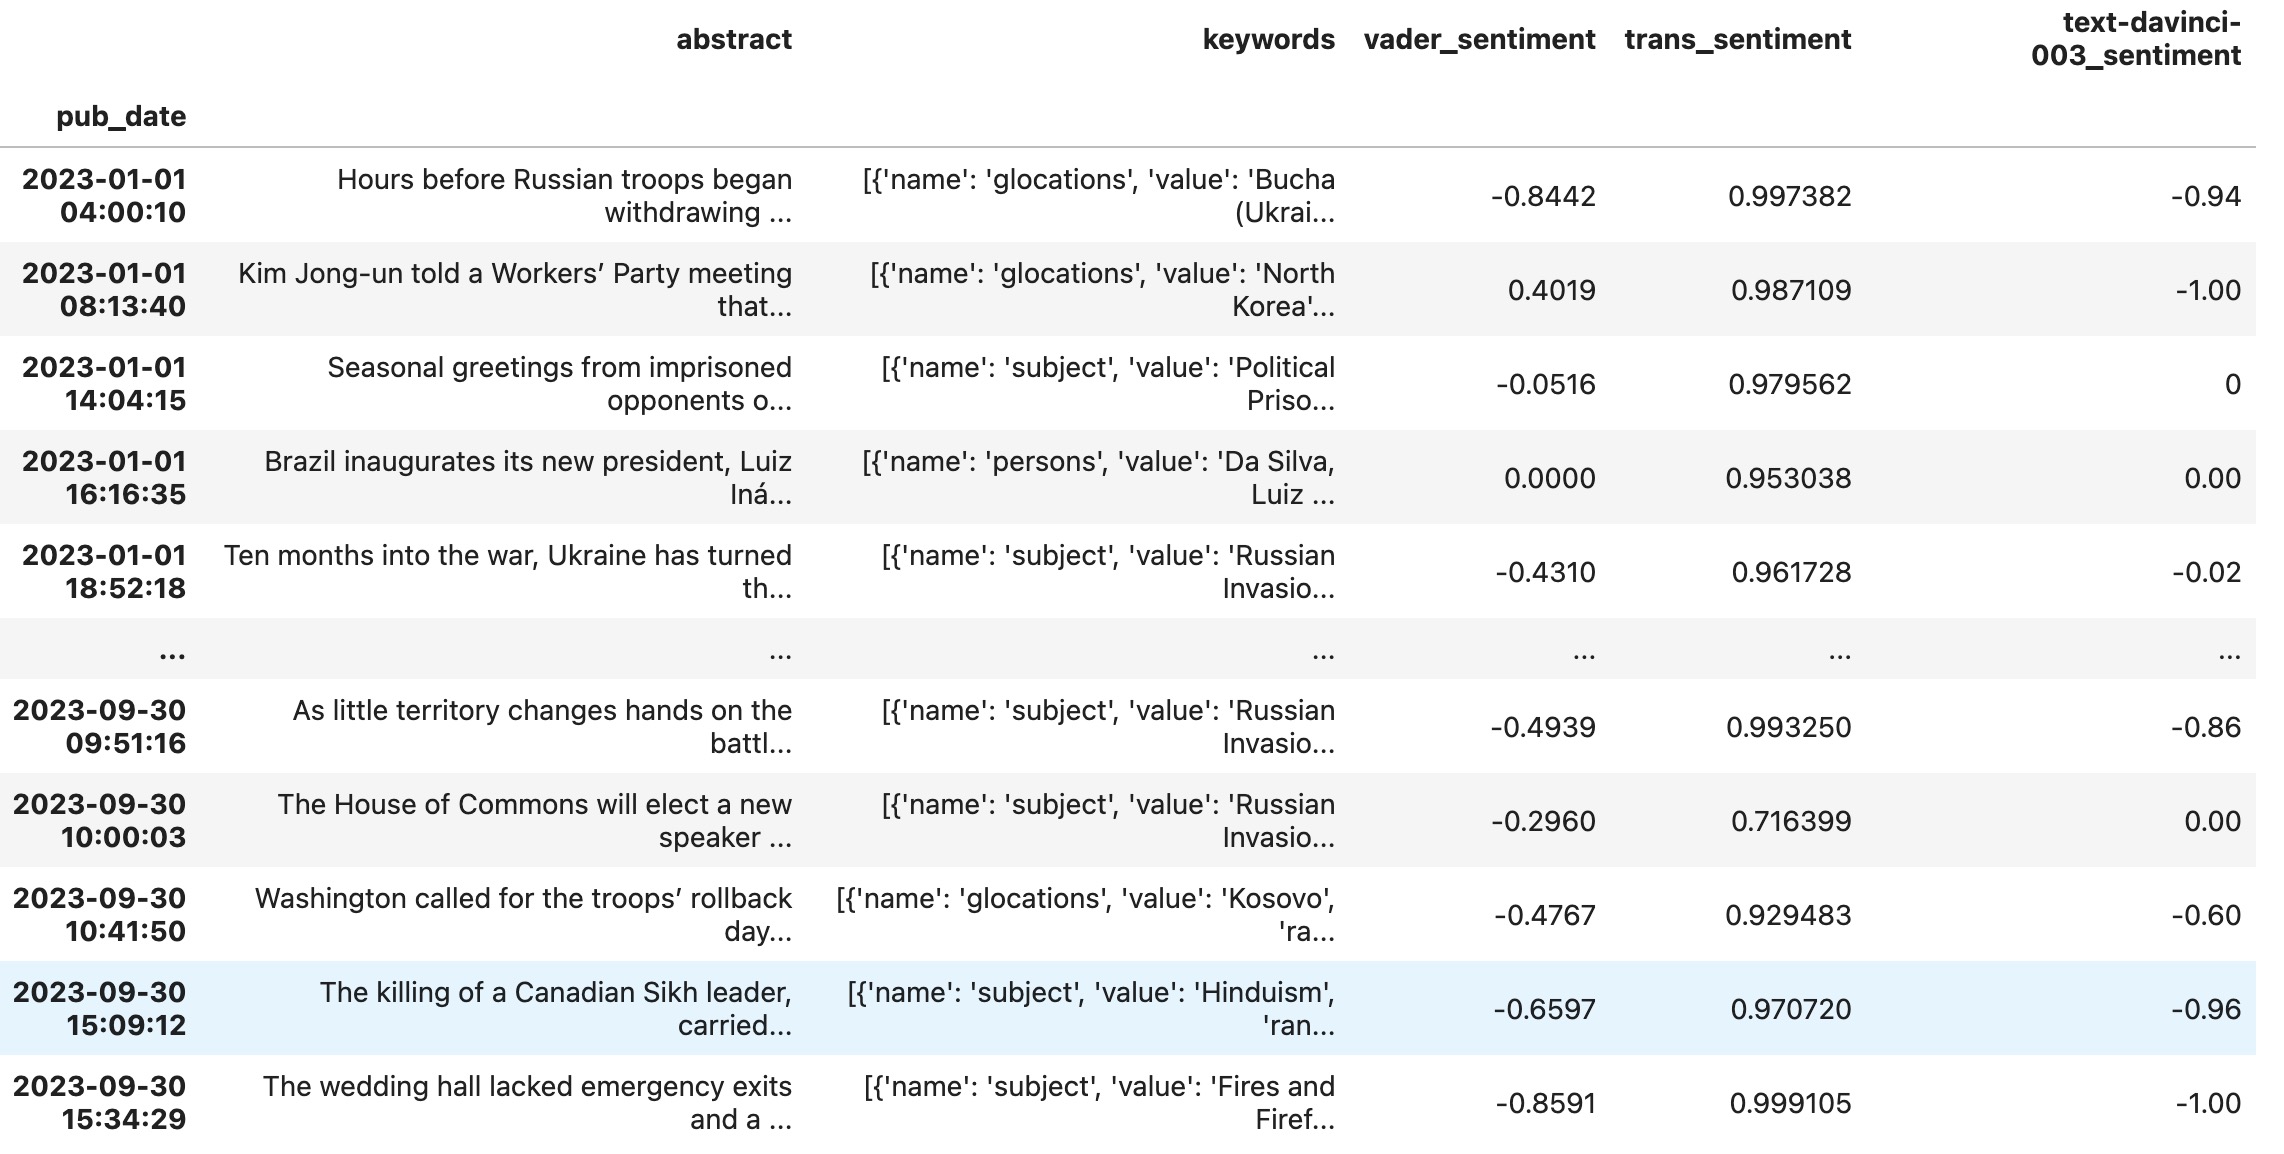 abstract keywords vader_sentiment trans_sentiment text-davinci-
003_sentiment
pub_date
2023-01-01 Hours before Russian troops began [{'name': 'glocations', 'value': 'Bucha -0.8442 0.997382 -0.94
04:00:10 withdrawing ... (Ukrai...
2023-01-01 Kim Jong-un told a Workers’ Party meeting [{'name': 'glocations', 'value': 'North 0.4019 0.987109 -1.00
08:13:40 that... Korea'...
2023-01-01 Seasonal greetings from imprisoned [{'name': 'subject', 'value': 'Political -0.0516 0.979562 0
14:04:15 opponents o... Priso...
2023-01-01 Brazil inaugurates its new president, Luiz [{'name': 'persons', 'value': 'Da Silva, 0.0000 0.953038 0.00
16:16:35 Iná... Luiz ...
2023-01-01 Ten months into the war, Ukraine has turned [{'name': 'subject', 'value': 'Russian -0.4310 0.961728 -0.02
18:52:18 th... Invasio...
... ... ... ... ... ...
2023-09-30 As little territory changes hands on the [{'name': 'subject', 'value': 'Russian -0.4939 0.993250 -0.86
09:51:16 battl... Invasio...
2023-09-30 The House of Commons will elect a new [{'name': 'subject', 'value': 'Russian -0.2960 0.716399 0.00
10:00:03 speaker ... Invasio...
2023-09-30 Washington called for the troops’ rollback [{'name': 'glocations', 'value': 'Kosovo', -0.4767 0.929483 -0.60
10:41:50 day... 'ra...
2023-09-30 The killing of a Canadian Sikh leader, [{'name': 'subject', 'value': 'Hinduism', -0.6597 0.970720 -0.96
15:09:12 carried... 'ran...
2023-09-30 The wedding hall lacked emergency exits [{'name': 'subject', 'value': 'Fires and -0.8591 0.999105 -1.00
15:34:29 and a ... Firef...